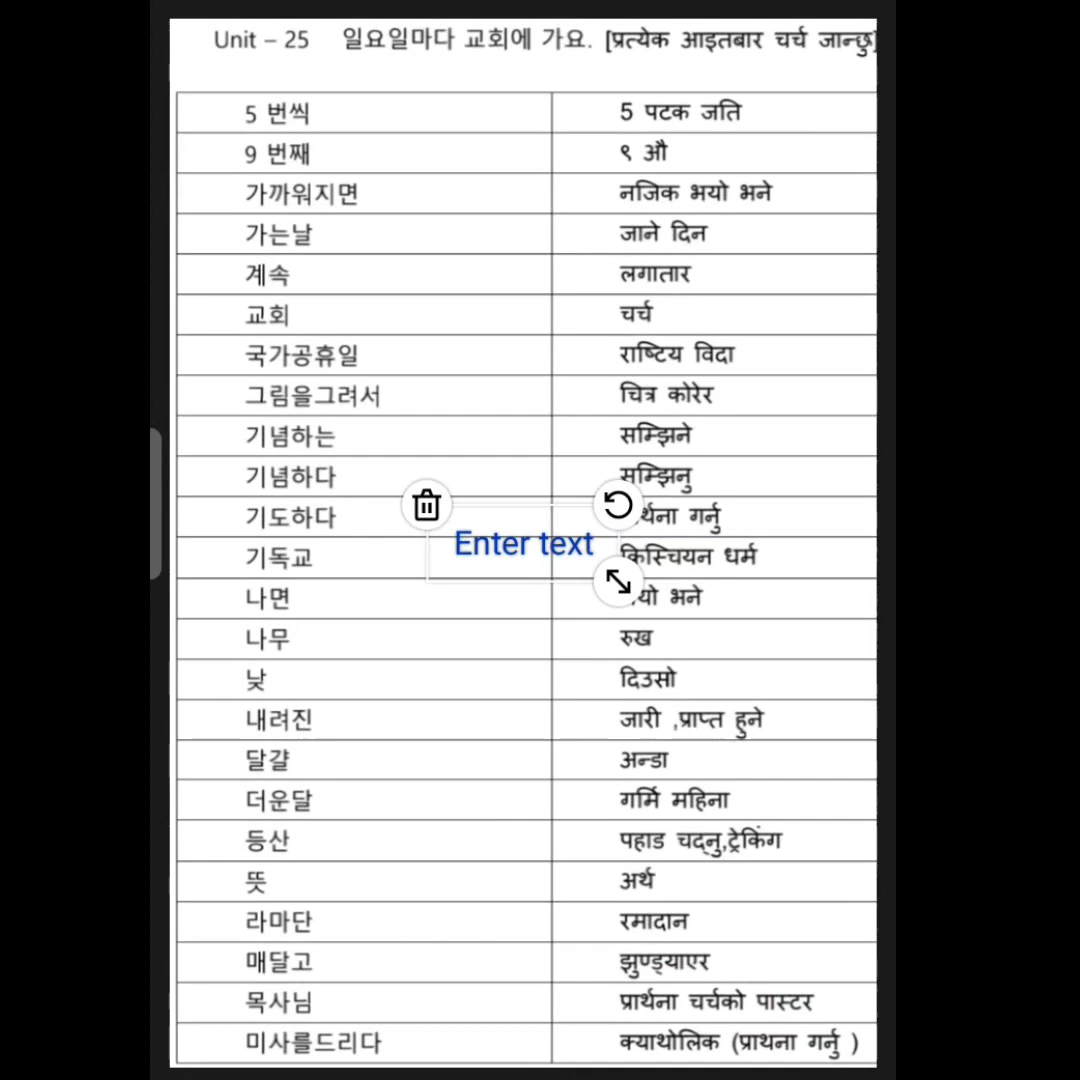 Unit – 25 일요일마다 교회에 가요. [प्रत्येक आइतबार चर्च जान्छु]
5 번씩 5 पटक जति
9 번째 ९ औ
가까워지면 नजिक भयो भने
가는날 जाने दिन
계속 लगातार
교회 चर्च
국가공휴일 राष्टिय विदा
그림을그려서 चित्र कोरेर
기념하는 सम्झिने
기념하다 सम्झिनु
기도하다 गर्नु
Enter text
기독교 क्रिस्चियन धर्म
나면 भने
나무 रुख
낮 दिउसो
내려진 जारी ,प्राप्त हुने
달걀 अन्डा
더운달 गर्मि महिना
등산 पहाड चद्नु,ट्रेकिंग
뜻 अर्थ
라마단 रमादान
매달고 झुण्ड्याएर
목사님 प्रार्थना चर्चको पास्टर
미사를드리다 क्याथोलिक (प्राथना गर्नु )